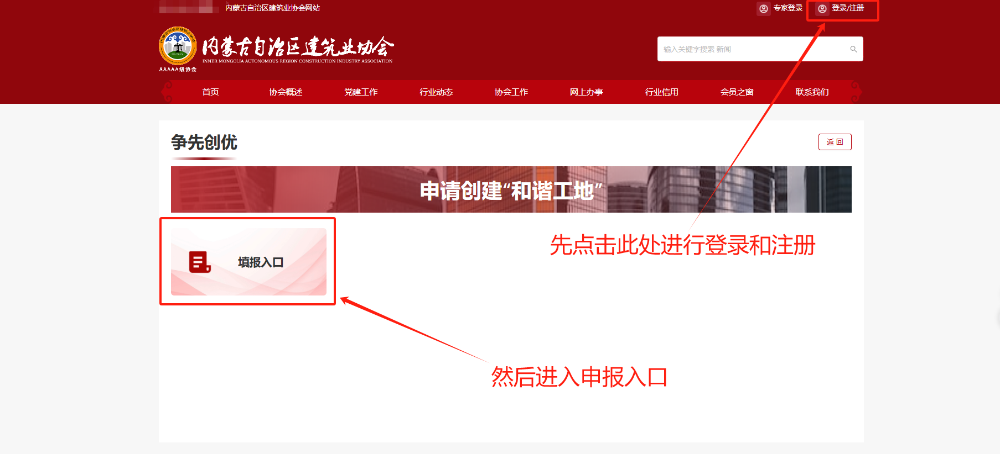 内蒙古自治区建筑业协会网站
专家登录
登录/注册
内蒙古自治区建筑业协会
INNER MONGOLIA AUTONOMOUS REGION CONSTRUCTION INDUSTRY ASSOCIATION
AAAAA级协会
输入关键字搜索 新闻
首页
协会概述
党建工作
行业动态
协会工作
网上办事
行业信用
会员之窗
联系我们
争先创优
返 回
申请创建“和谐工地”
填报入口
先点击此处进行登录和注册
然后进入申报入口